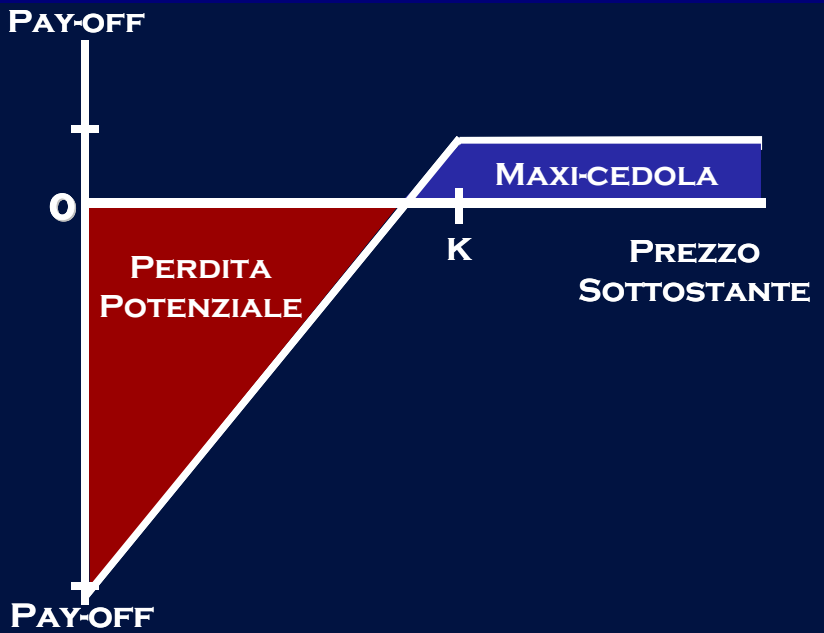 Pay-off
Maxi-cedola
0
K
Perdita
Potenziale
Prezzo
Sottostante
Pay-off